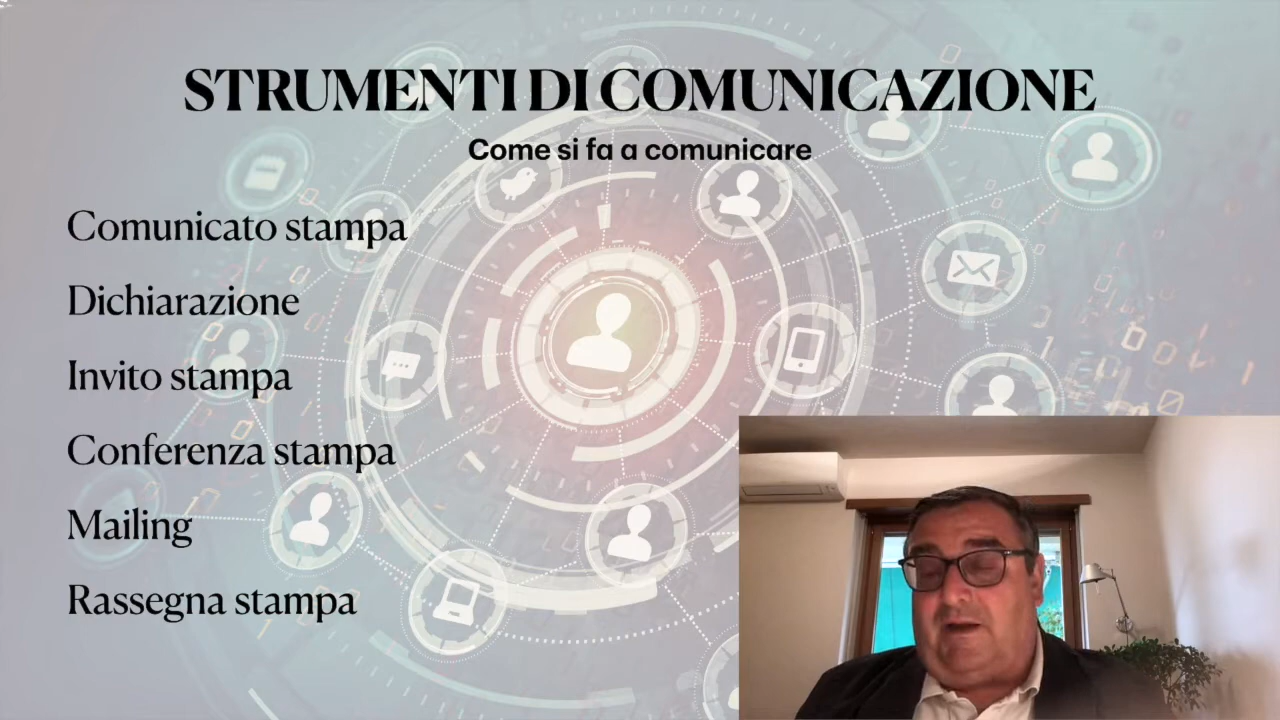 STRUMENTI DI COMUNICAZIONE
Come si fa a comunicare
Comunicato stampa
Dichiarazione
Invito stampa
Conferenza stampa
Mailing
Rassegna stampa